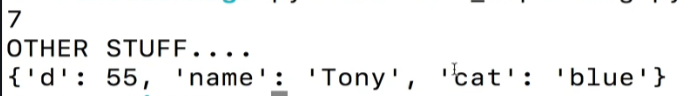 7
OTHER STUFF....
{'d': 55, 'name': 'Tony', 'cat': 'blue'}